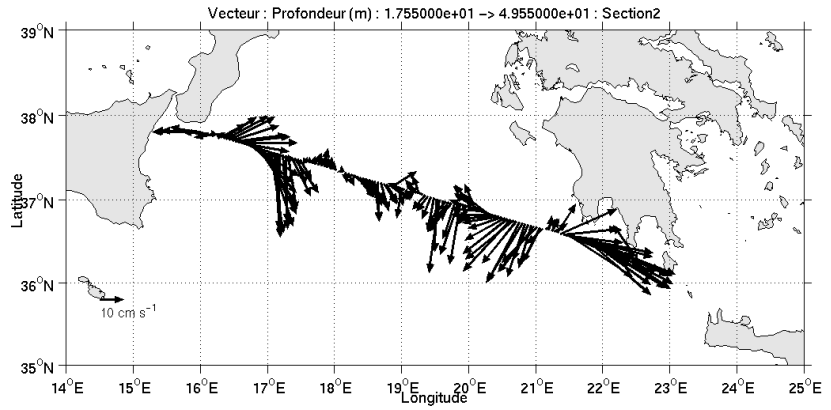 Vecteur : Profondeur (m) : 1.755000e+01 −> 4.955000e+01 : Section2
39°N
38°N
37°N
36°N
35°N
Latitude
10 cm s⁻¹
14°E 15°E 16°E 17°E 18°E 19°E 20°E 21°E 22°E 23°E 24°E 25°E
Longitude